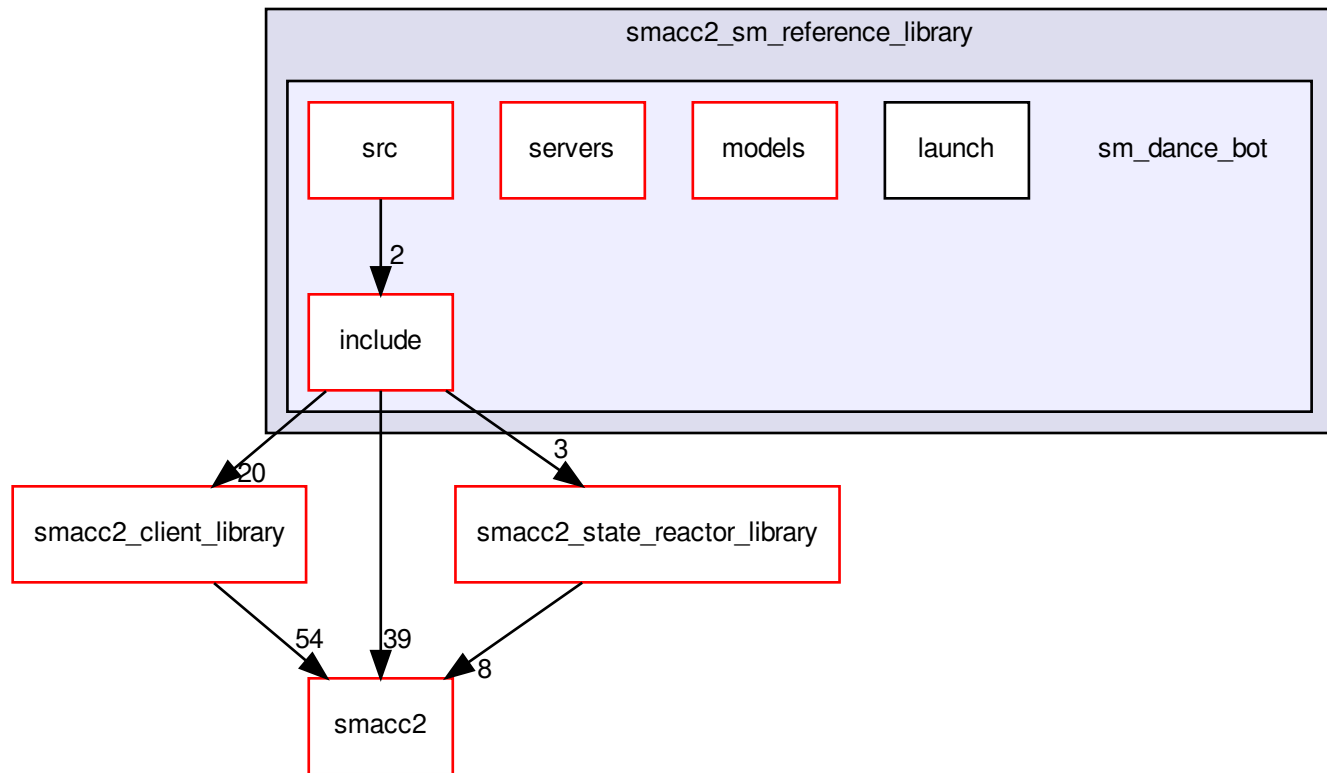 smacc2_sm_reference_library
src
servers
models
launch
sm_dance_bot
2
include
20
3
smacc2_client_library
smacc2_state_reactor_library
54
39
8
smacc2